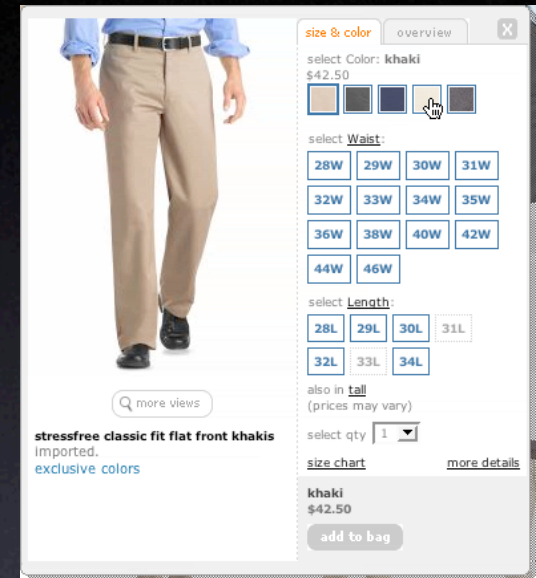 size & color
overview
X
select Color: khaki
$42.50
select Waist:
28W 29W 30W 31W
32W 33W 34W 35W
36W 38W 40W 42W
44W 46W
select Length:
28L 29L 30L 31L
32L 33L 34L
also in tall
(prices may vary)
select qty 1
size chart more details
khaki
$42.50
add to bag
more views
stressfree classic fit flat front khakis
imported.
exclusive colors